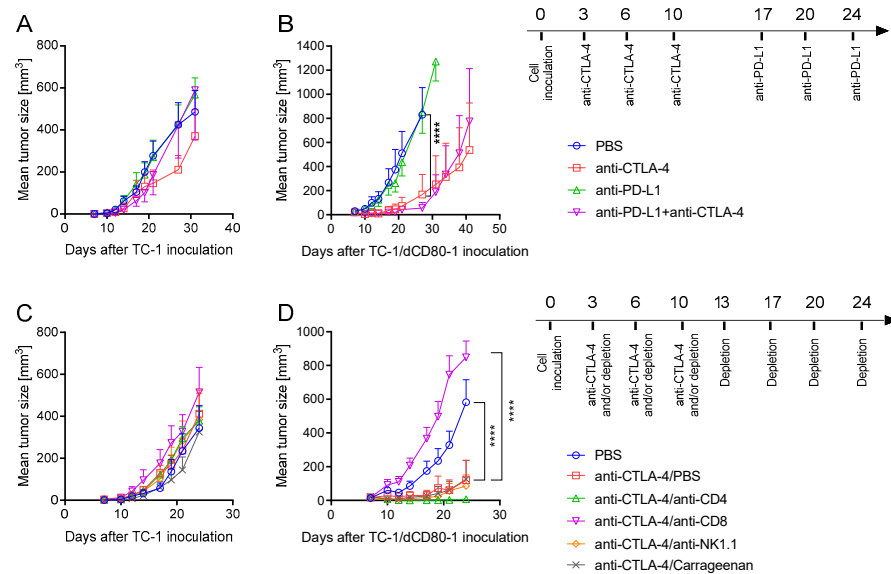 A
Mean tumor size [mm³]
800
600
400
200
0
0
10
20
30
40
Days after TC-1 inoculation
B
Mean tumor size [mm³]
1400
1200
1000
800
600
400
200
0
0
10
20
30
40
50
****
Days after TC-1/dCD80-1 inoculation
0
3
6
10
17
20
24
Cell
inoculation
anti-CTLA-4
anti-CTLA-4
anti-CTLA-4
anti-PD-L1
anti-PD-L1
anti-PD-L1
PBS
anti-CTLA-4
anti-PD-L1
anti-PD-L1+anti-CTLA-4
C
Mean tumor size [mm³]
800
600
400
200
0
0
10
20
30
Days after TC-1 inoculation
D
Mean tumor size [mm³]
1000
800
600
400
200
0
0
10
20
30
****
****
Days after TC-1/dCD80-1 inoculation
0
3
6
10
13
17
20
24
Cell
inoculation
anti-CTLA-4
and/or depletion
anti-CTLA-4
and/or depletion
anti-CTLA-4
and/or depletion
Depletion
Depletion
Depletion
Depletion
PBS
anti-CTLA-4/PBS
anti-CTLA-4/anti-CD4
anti-CTLA-4/anti-CD8
anti-CTLA-4/anti-NK1.1
anti-CTLA-4/Carrageenan